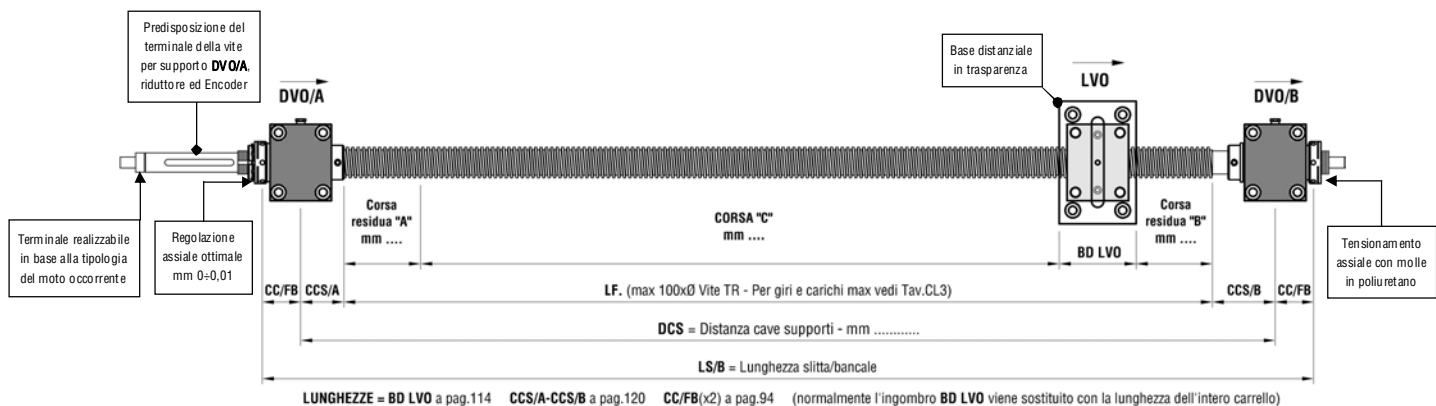 Predisposizione del
terminale della vite
per supporto DVO/A,
riduttore ed Encoder
DVO/A
Base distanziale
in trasparenza
LVO
DVO/B
Terminale realizzabile
in base alla tipologia
del moto occorrente
Regolazione
assiale ottimale
mm 0÷0,01
Corsa
residua "A"
mm ....
CORSA "C"
mm ....
BD LVO
Corsa
residua "B"
mm ....
Tensionamento
assiale con molle
in poliuretano
CC/FB
CCS/A
LF. (max 100xØ Vite TR - Per giri e carichi max vedi Tav.CL3)
CCS/B
CC/FB
DCS = Distanza cave supporti - mm ............
LS/B = Lunghezza slitta/bancale
LUNGHEZZE = BD LVO a pag.114 CCS/A-CCS/B a pag.120 CC/FB(x2) a pag.94 (normalmente l'ingombro BD LVO viene sostituito con la lunghezza dell'intero carrello)